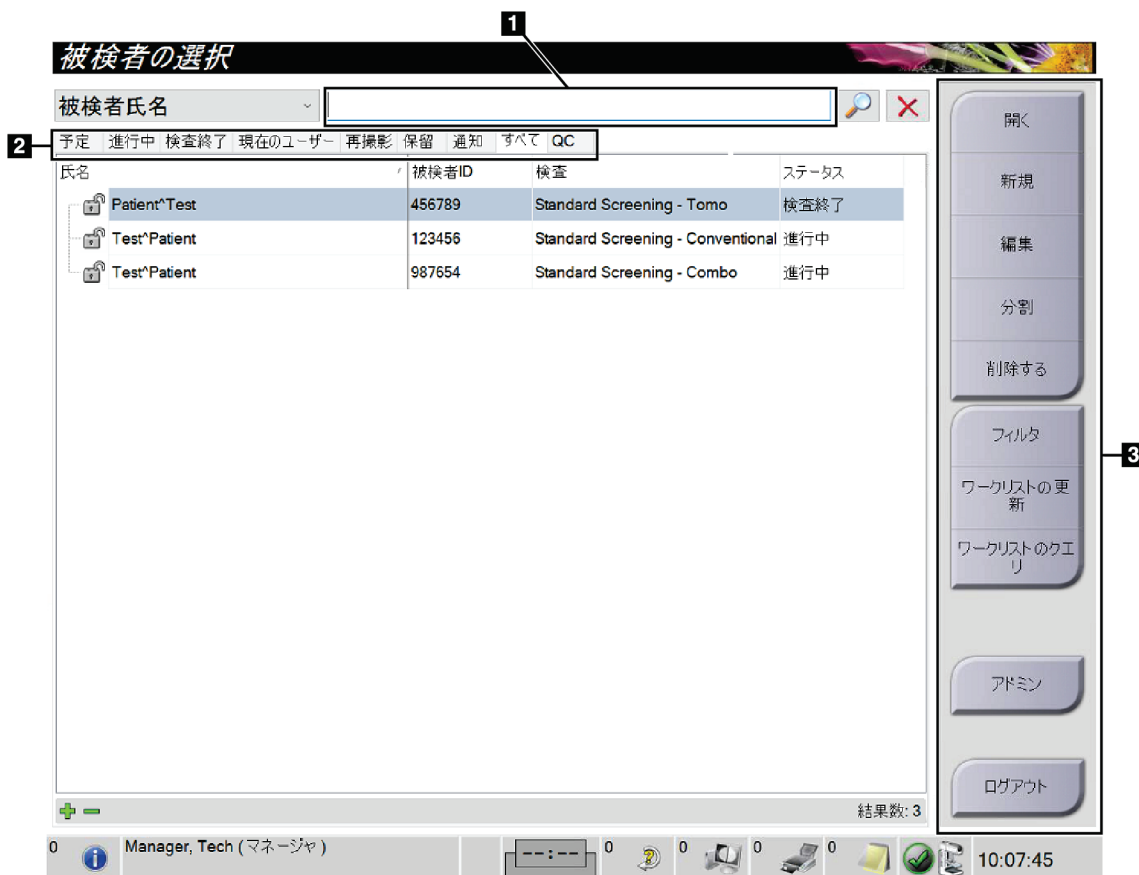 1
被検者の選択
被検者氏名
2
予定 進行中 検査終了 現在のユーザー 再撮影 保留 通知 すべて QC
氏名 被検者ID 検査 ステータス
Patient^Test 456789 Standard Screening - Tomo 検査終了
Test^Patient 123456 Standard Screening - Conventional 進行中
Test^Patient 987654 Standard Screening - Combo 進行中
開く
新規
編集
分割
削除する
フィルタ
3
ワークリストの更
新
ワークリストのクエ
リ
アドミン
ログアウト
結果数: 3
0 Manager, Tech (マネージャ) --:-- 0 0 0 0 10:07:45